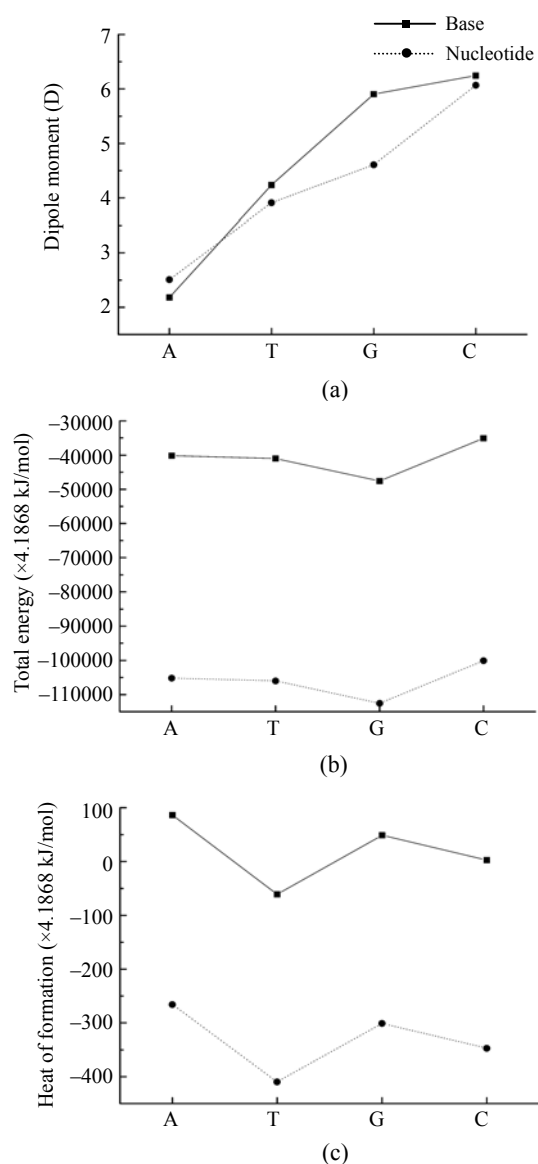 Base
Nucleotide
7
6
5
4
3
2
Dipole moment (D)
A T G C
(a)
–30000
–40000
–50000
–60000
–70000
–80000
–90000
–100000
–110000
Total energy (×4.1868 kJ/mol)
A T G C
(b)
100
0
–100
–200
–300
–400
Heat of formation (×4.1868 kJ/mol)
A T G C
(c)